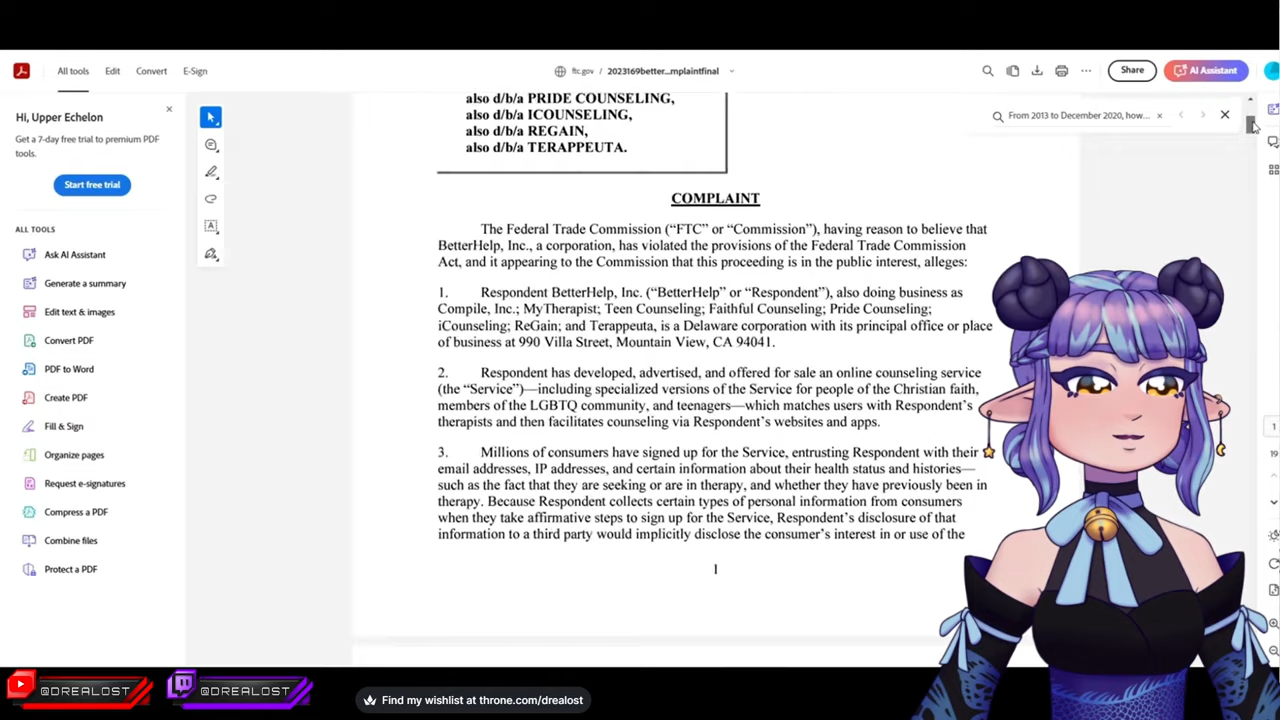 All tools
Edit
Convert
E-Sign
ftc.gov / 2023169better...mplaintfinal
Share
AI Assistant
Hi, Upper Echelon
Get a 7-day free trial to premium PDF
tools.
Start free trial
ALL TOOLS
Ask AI Assistant
Generate a summary
Edit text & images
Convert PDF
PDF to Word
Create PDF
Fill & Sign
Organize pages
Request e-signatures
Compress a PDF
Combine files
Protect a PDF
From 2013 to December 2020, how...
also d/b/a PRIDE COUNSELING,
also d/b/a ICOUNSELING,
also d/b/a REGAIN,
also d/b/a TERAPPEUTA.
COMPLAINT
The Federal Trade Commission (“FTC” or “Commission”), having reason to believe that
BetterHelp, Inc., a corporation, has violated the provisions of the Federal Trade Commission
Act, and it appearing to the Commission that this proceeding is in the public interest, alleges:
1. Respondent BetterHelp, Inc. (“BetterHelp” or “Respondent”), also doing business as
Compile, Inc.; MyTherapist; Teen Counseling; Faithful Counseling; Pride Counseling;
iCounseling; ReGain; and Terappeuta, is a Delaware corporation with its principal office or place
of business at 990 Villa Street, Mountain View, CA 94041.
2. Respondent has developed, advertised, and offered for sale an online counseling service
(the “Service”)—including specialized versions of the Service for people of the Christian faith,
members of the LGBTQ community, and teenagers—which matches users with Respondent’s
therapists and then facilitates counseling via Respondent’s websites and apps.
3. Millions of consumers have signed up for the Service, entrusting Respondent with their
email addresses, IP addresses, and certain information about their health status and histories—
such as the fact that they are seeking or are in therapy, and whether they have previously been in
therapy. Because Respondent collects certain types of personal information from consumers
when they take affirmative steps to sign up for the Service, Respondent’s disclosure of that
information to a third party would implicitly disclose the consumer’s interest in or use of the
1
1
19
@DREALOST
@DREALOST
Find my wishlist at throne.com/drealost